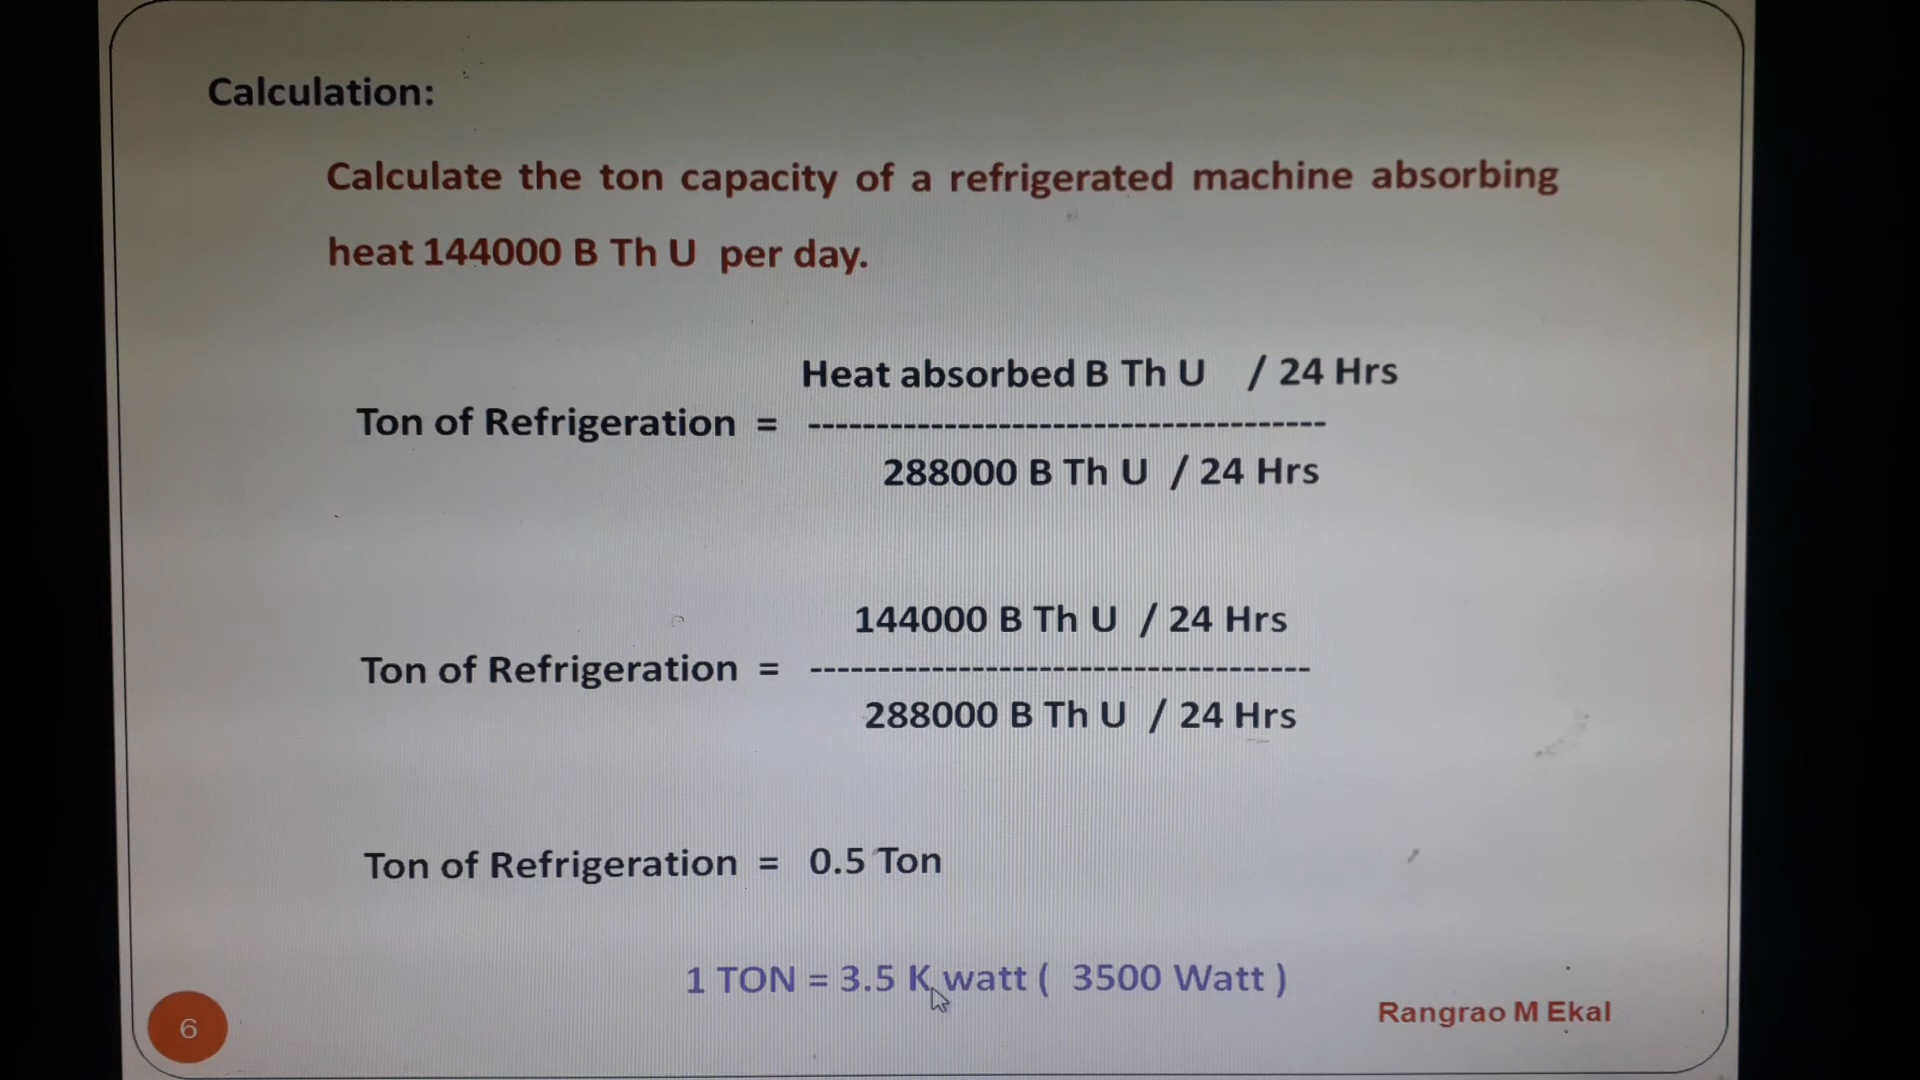 Calculation:
Calculate the ton capacity of a refrigerated machine absorbing
heat 144000 B Th U per day.
Heat absorbed B Th U / 24 Hrs
Ton of Refrigeration = -------------------------------------
288000 B Th U / 24 Hrs
144000 B Th U / 24 Hrs
Ton of Refrigeration = -------------------------------------
288000 B Th U / 24 Hrs
Ton of Refrigeration = 0.5 Ton
1 TON = 3.5 K watt ( 3500 Watt )
Rangrao M Ekal
6